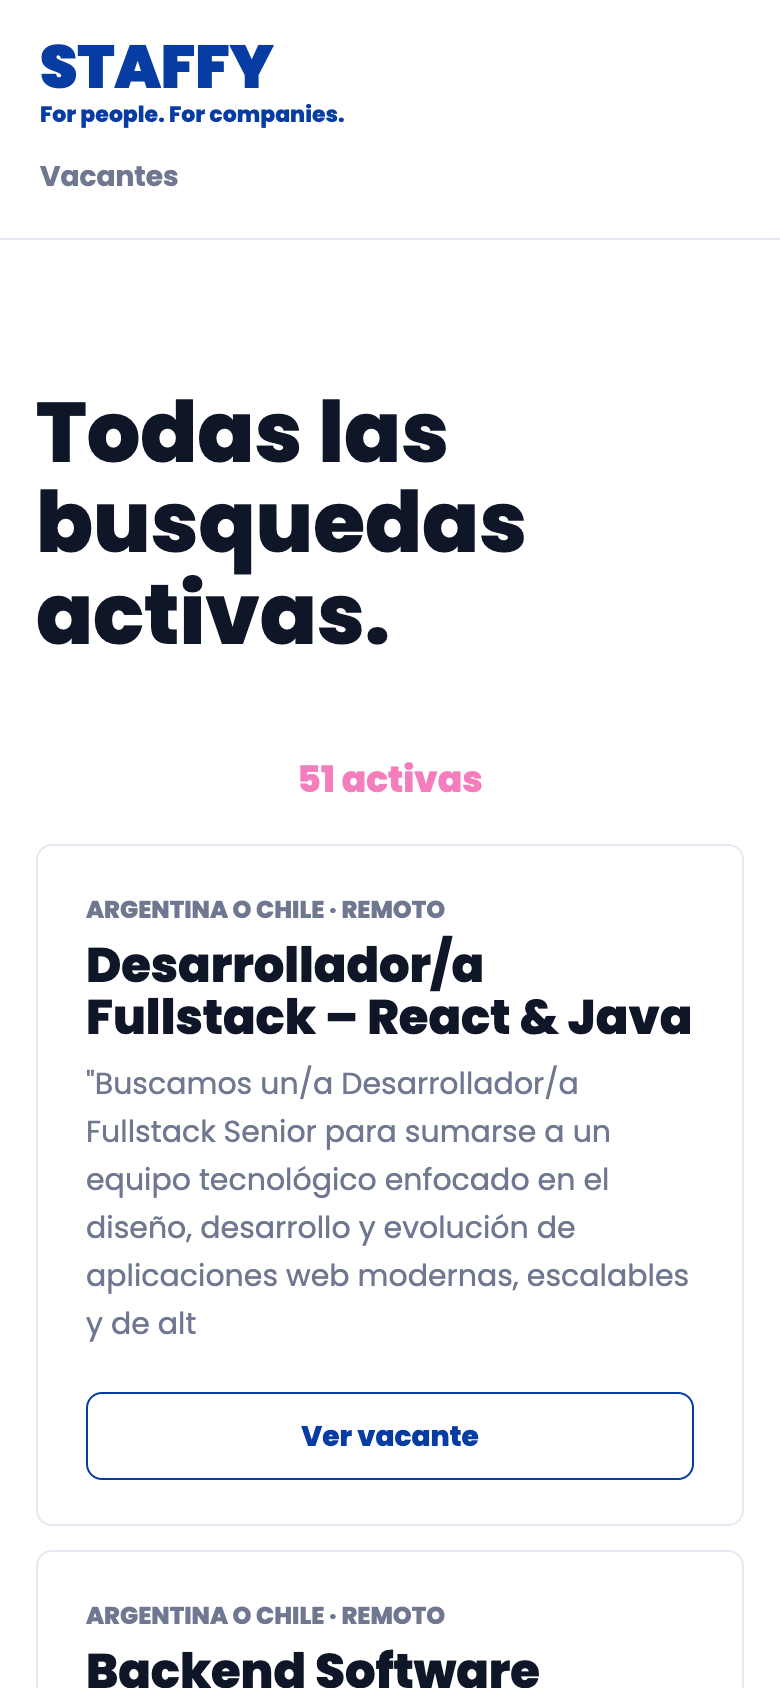 STAFFY
For people. For companies.
Vacantes
Todas las
busquedas
activas.
51 activas
ARGENTINA O CHILE · REMOTO
Desarrollador/a
Fullstack – React & Java
"Buscamos un/a Desarrollador/a
Fullstack Senior para sumarse a un
equipo tecnológico enfocado en el
diseño, desarrollo y evolución de
aplicaciones web modernas, escalables
y de alt
Ver vacante
ARGENTINA O CHILE · REMOTO
Backend Software